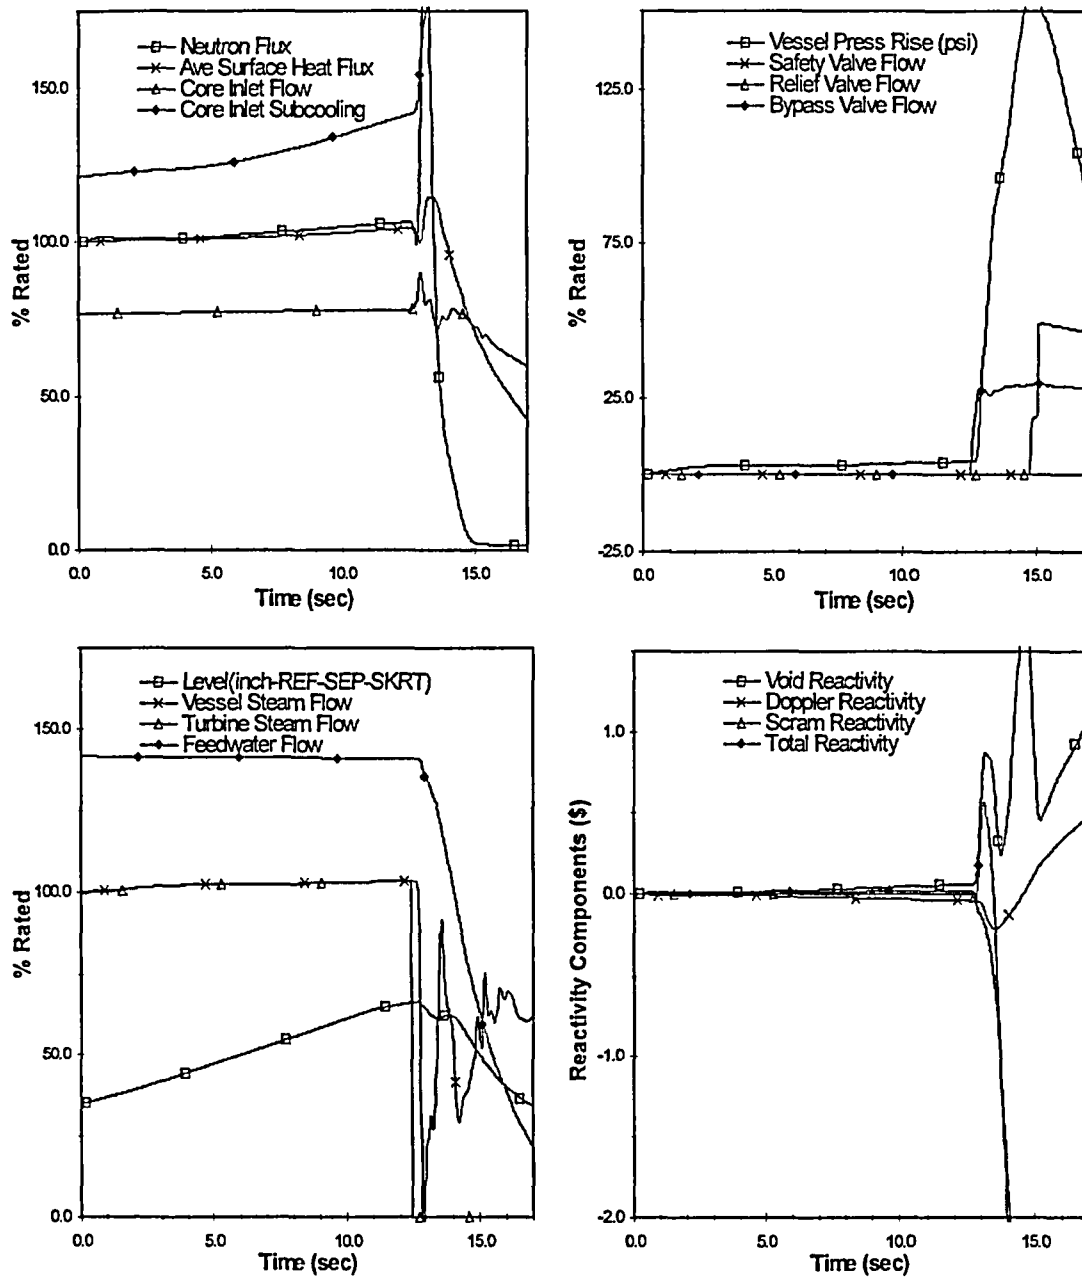 Neutron Flux
Ave Surface Heat Flux
Core Inlet Flow
Core Inlet Subcooling
150.0
100.0
50.0
0.0
% Rated
0.0 5.0 10.0 15.0
Time (sec)
Vessel Press Rise (psi)
Safety Valve Flow
Relief Valve Flow
Bypass Valve Flow
125.0
75.0
25.0
-25.0
% Rated
0.0 5.0 10.0 15.0
Time (sec)
Level(inch-REF-SEP-SKRT)
Vessel Steam Flow
Turbine Steam Flow
Feedwater Flow
150.0
100.0
50.0
0.0
% Rated
0.0 5.0 10.0 15.0
Time (sec)
Void Reactivity
Doppler Reactivity
Scram Reactivity
Total Reactivity
1.0
0.0
-1.0
-2.0
Reactivity Components ($)
0.0 5.0 10.0 15.0
Time (sec)